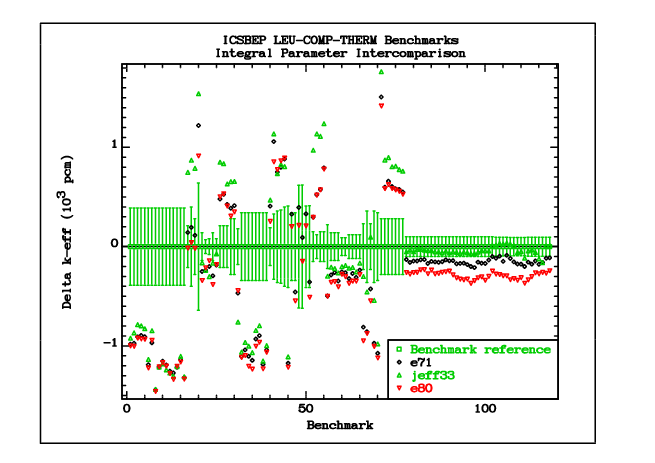 ICSBEP LEU-COMP-THERM Benchmarks
Integral Parameter Intercomparison
Delta k-eff (10³ pcm)
1
0
-1
0
50
100
Benchmark
Benchmark reference
e71
jeff33
e80